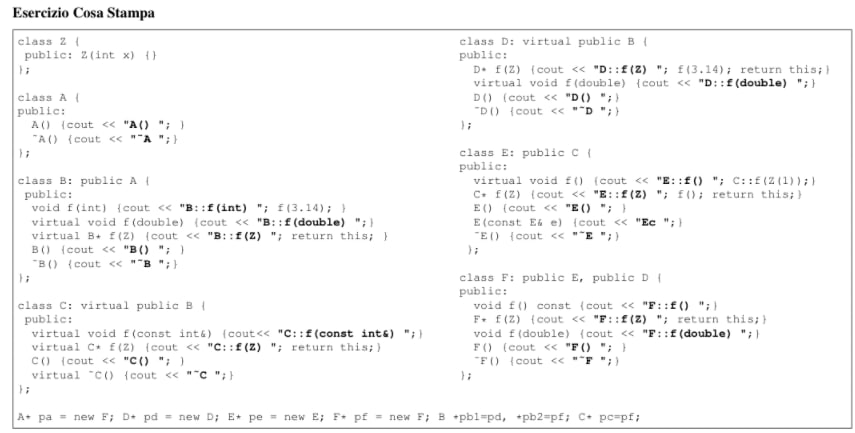 Esercizio Cosa Stampa
class Z {
 public: Z(int x) {}
};
class A {
public:
  A() {cout << "A() "; }
  ~A() {cout << "~A ";}
};
class B: public A {
 public:
  void f(int) {cout << "B::f(int) "; f(3.14); }
  virtual void f(double) {cout << "B::f(double) ";}
  virtual B* f(Z) {cout << "B::f(Z) "; return this; }
  B() {cout << "B() "; }
  ~B() {cout << "~B ";}
};
class C: virtual public B {
 public:
  virtual void f(const int&) {cout<< "C::f(const int&) ";}
  virtual C* f(Z) {cout << "C::f(Z) "; return this;}
  C() {cout << "C() "; }
  virtual ~C() {cout << "~C ";}
};
class D: virtual public B {
public:
  D* f(Z) {cout << "D::f(Z) "; f(3.14); return this;}
  virtual void f(double) {cout << "D::f(double) ";}
  D() {cout << "D() ";}
  ~D() {cout << "~D ";}
};
class E: public C {
public:
  virtual void f() {cout << "E::f() "; C::f(Z(1));}
  C* f(Z) {cout << "E::f(Z) "; f(); return this;}
  E() {cout << "E() "; }
  E(const E& e) {cout << "Ec ";}
  ~E() {cout << "~E ";}
};
class F: public E, public D {
public:
  void f() const {cout << "F::f() ";}
  F* f(Z) {cout << "F::f(Z) "; return this;}
  void f(double) {cout << "F::f(double) ";}
  F() {cout << "F() "; }
  ~F() {cout << "~F ";}
};
A* pa = new F; D* pd = new D; E* pe = new E; F* pf = new F; B *pb1=pd, *pb2=pf; C* pc=pf;